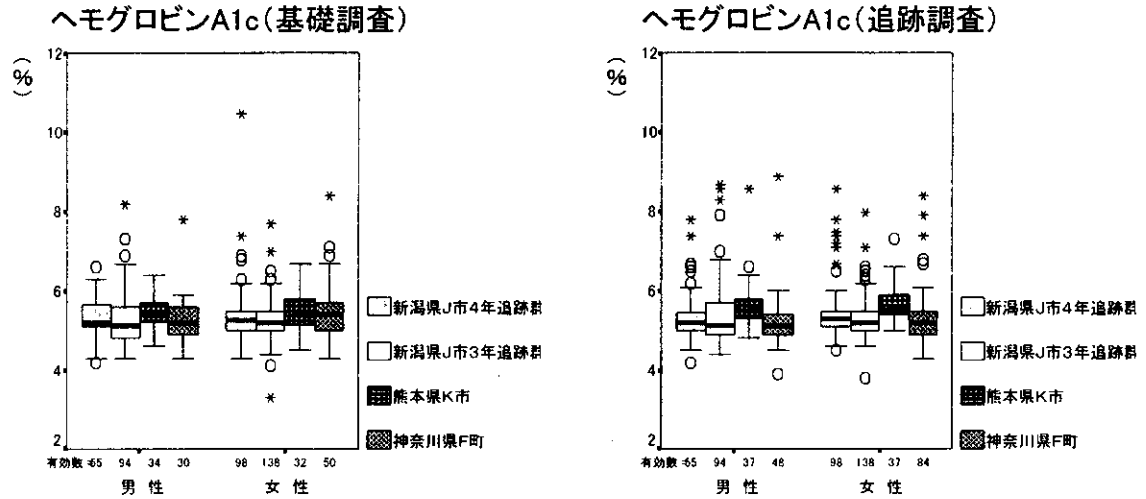 ヘモグロビンA1c(基礎調査)
(%)
12
10
8
6
4
2
有効数 65 94 34 30 98 138 32 50
男 性 女 性
新潟県J市4年追跡群
新潟県J市3年追跡群
熊本県K市
神奈川県F町
ヘモグロビンA1c(追跡調査)
(%)
12
10
8
6
4
2
有効数 65 94 37 48 98 138 37 84
男 性 女 性
新潟県J市4年追跡群
新潟県J市3年追跡群
熊本県K市
神奈川県F町